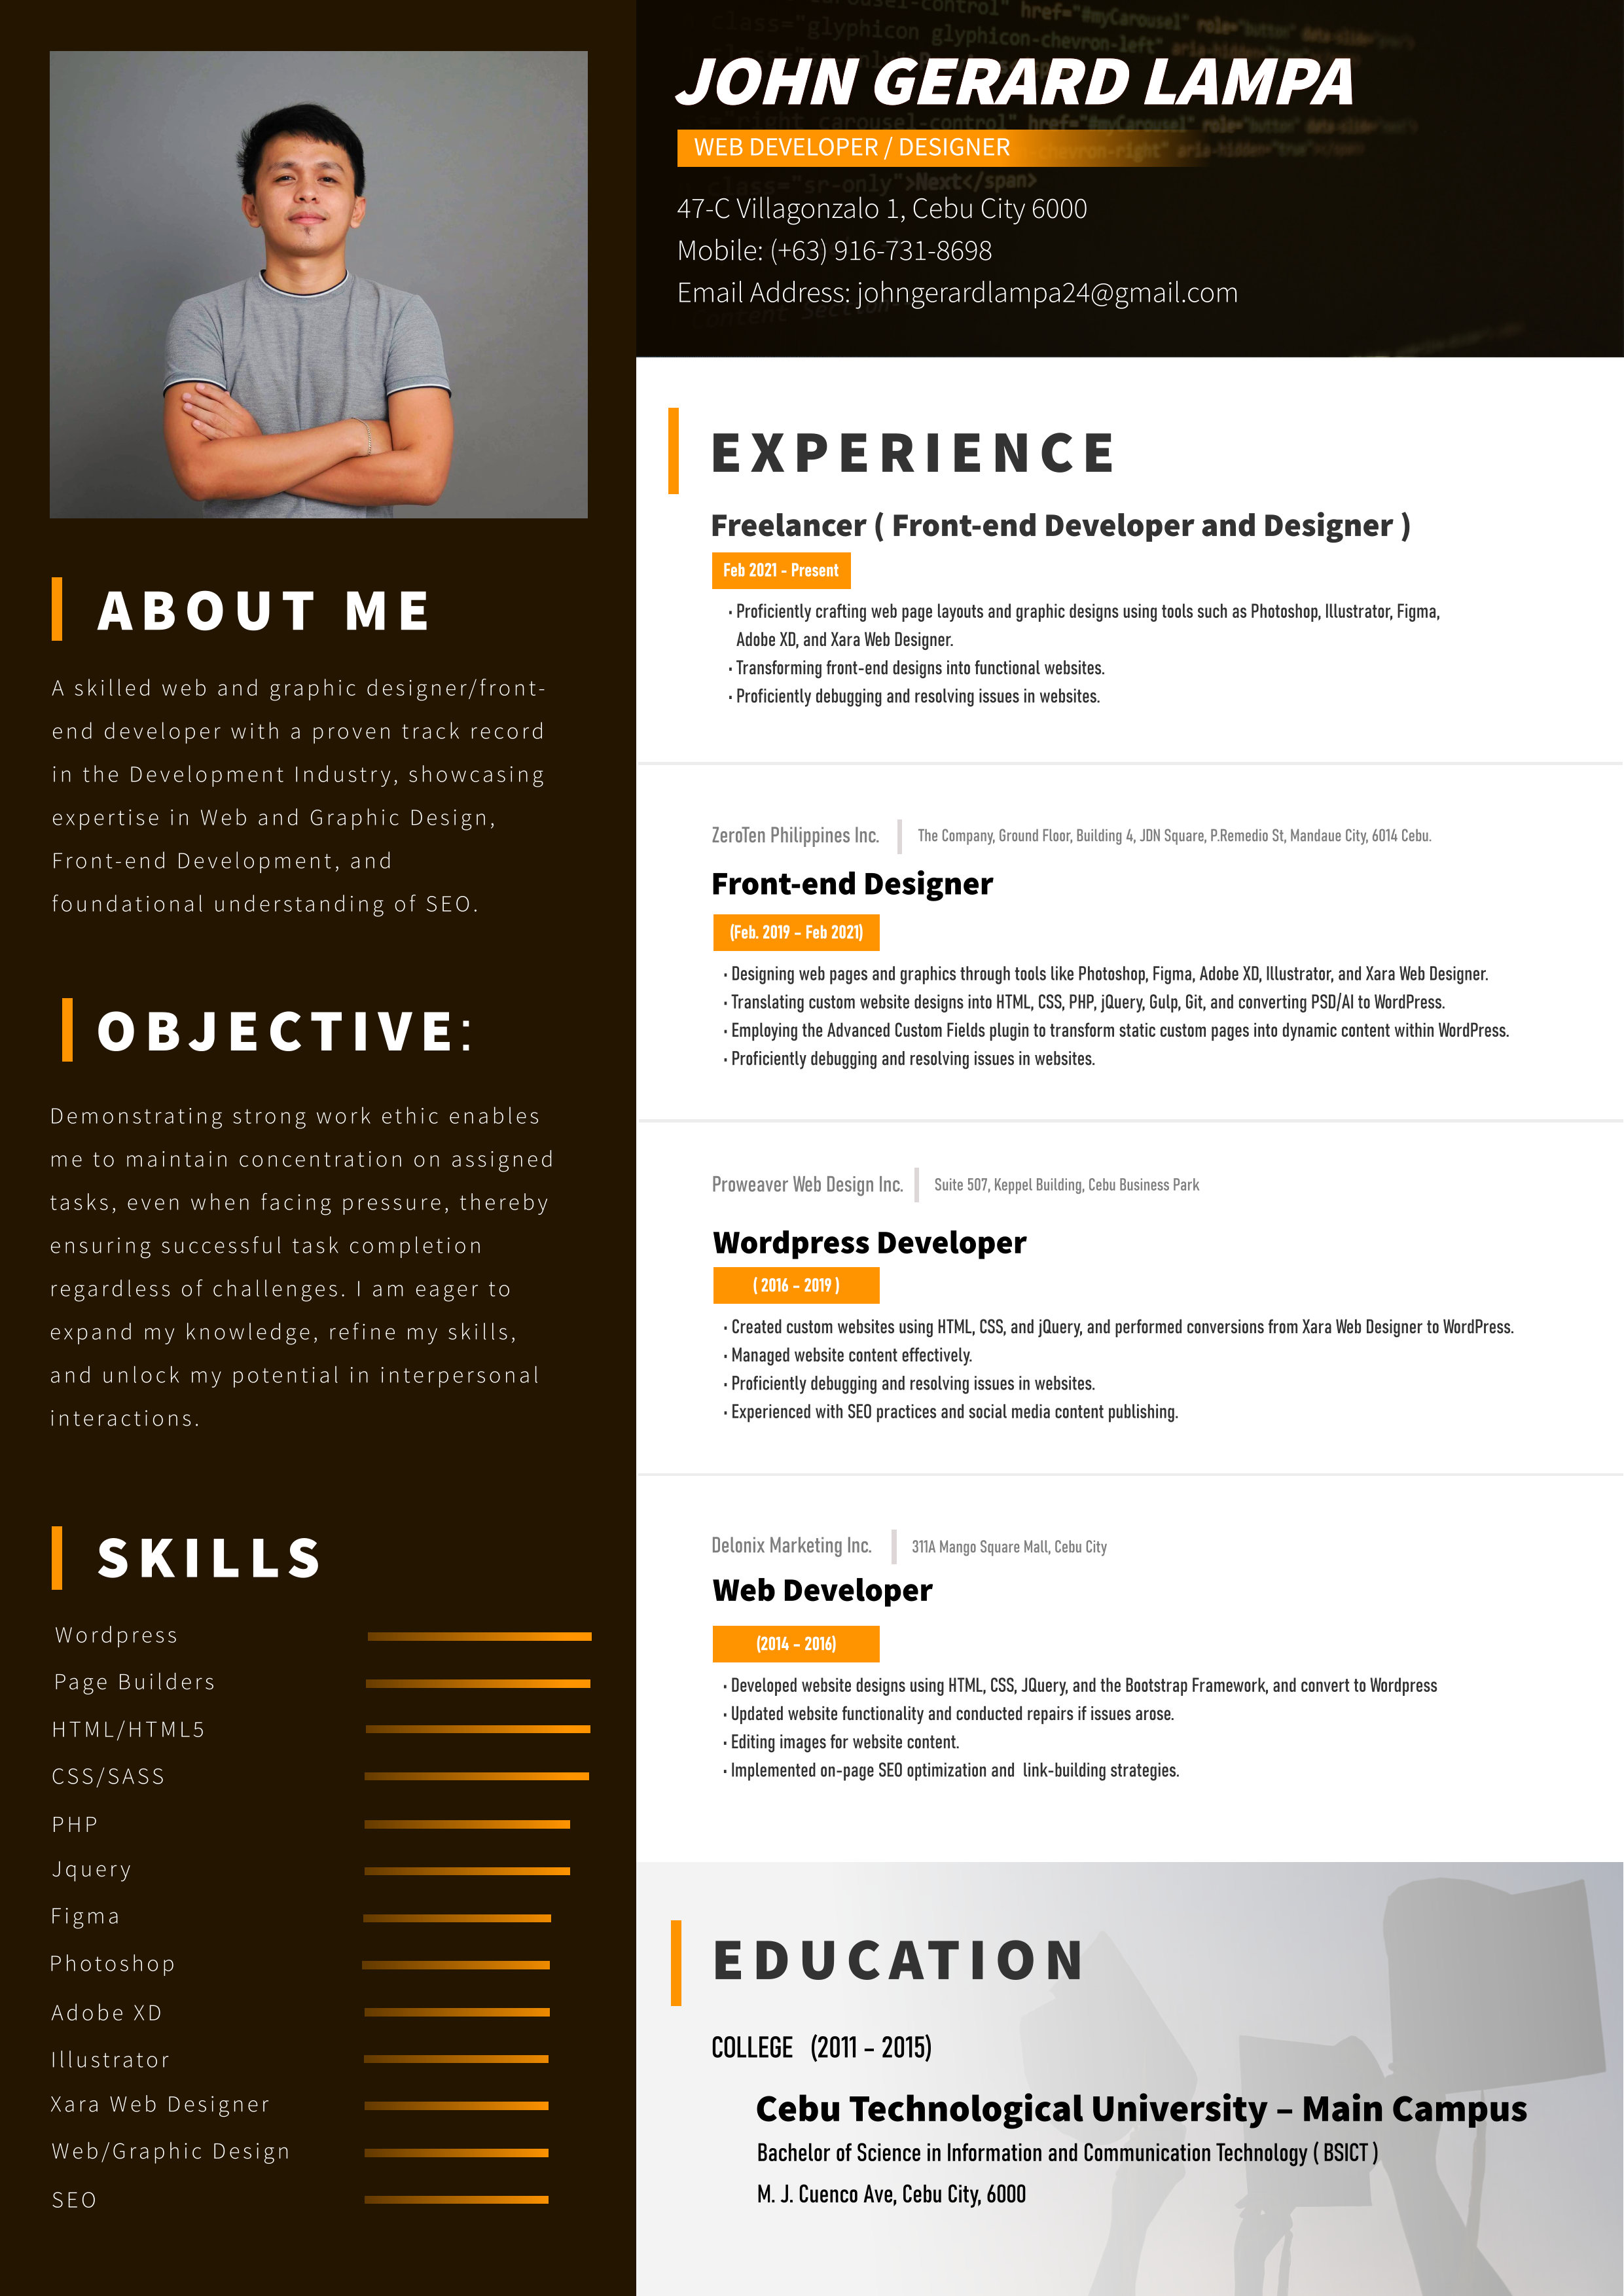 JOHN GERARD LAMPA
WEB DEVELOPER / DESIGNER
47-C Villagonzalo 1, Cebu City 6000
Mobile: (+63) 916-731-8698
Email Address: johngerardlampa24@gmail.com
ABOUT ME
A skilled web and graphic designer/front-
end developer with a proven track record
in the Development Industry, showcasing
expertise in Web and Graphic Design,
Front-end Development, and
foundational understanding of SEO.
OBJECTIVE:
Demonstrating strong work ethic enables
me to maintain concentration on assigned
tasks, even when facing pressure, thereby
ensuring successful task completion
regardless of challenges. I am eager to
expand my knowledge, refine my skills,
and unlock my potential in interpersonal
interactions.
SKILLS
Wordpress
Page Builders
HTML/HTML5
CSS/SASS
PHP
Jquery
Figma
Photoshop
Adobe XD
Illustrator
Xara Web Designer
Web/Graphic Design
SEO
EXPERIENCE
Freelancer ( Front-end Developer and Designer )
Feb 2021 - Present
· Proficiently crafting web page layouts and graphic designs using tools such as Photoshop, Illustrator, Figma,
Adobe XD, and Xara Web Designer.
· Transforming front-end designs into functional websites.
· Proficiently debugging and resolving issues in websites.
ZeroTen Philippines Inc. The Company, Ground Floor, Building 4, JDN Square, P.Remedio St, Mandaue City, 6014 Cebu.
Front-end Designer
(Feb. 2019 – Feb 2021)
· Designing web pages and graphics through tools like Photoshop, Figma, Adobe XD, Illustrator, and Xara Web Designer.
· Translating custom website designs into HTML, CSS, PHP, jQuery, Gulp, Git, and converting PSD/AI to WordPress.
· Employing the Advanced Custom Fields plugin to transform static custom pages into dynamic content within WordPress.
· Proficiently debugging and resolving issues in websites.
Proweaver Web Design Inc. Suite 507, Keppel Building, Cebu Business Park
Wordpress Developer
( 2016 – 2019 )
· Created custom websites using HTML, CSS, and jQuery, and performed conversions from Xara Web Designer to WordPress.
· Managed website content effectively.
· Proficiently debugging and resolving issues in websites.
· Experienced with SEO practices and social media content publishing.
Delonix Marketing Inc. 311A Mango Square Mall, Cebu City
Web Developer
(2014 – 2016)
· Developed website designs using HTML, CSS, JQuery, and the Bootstrap Framework, and convert to Wordpress
· Updated website functionality and conducted repairs if issues arose.
· Editing images for website content.
· Implemented on-page SEO optimization and link-building strategies.
EDUCATION
COLLEGE (2011 – 2015)
Cebu Technological University – Main Campus
Bachelor of Science in Information and Communication Technology ( BSICT )
M. J. Cuenco Ave, Cebu City, 6000